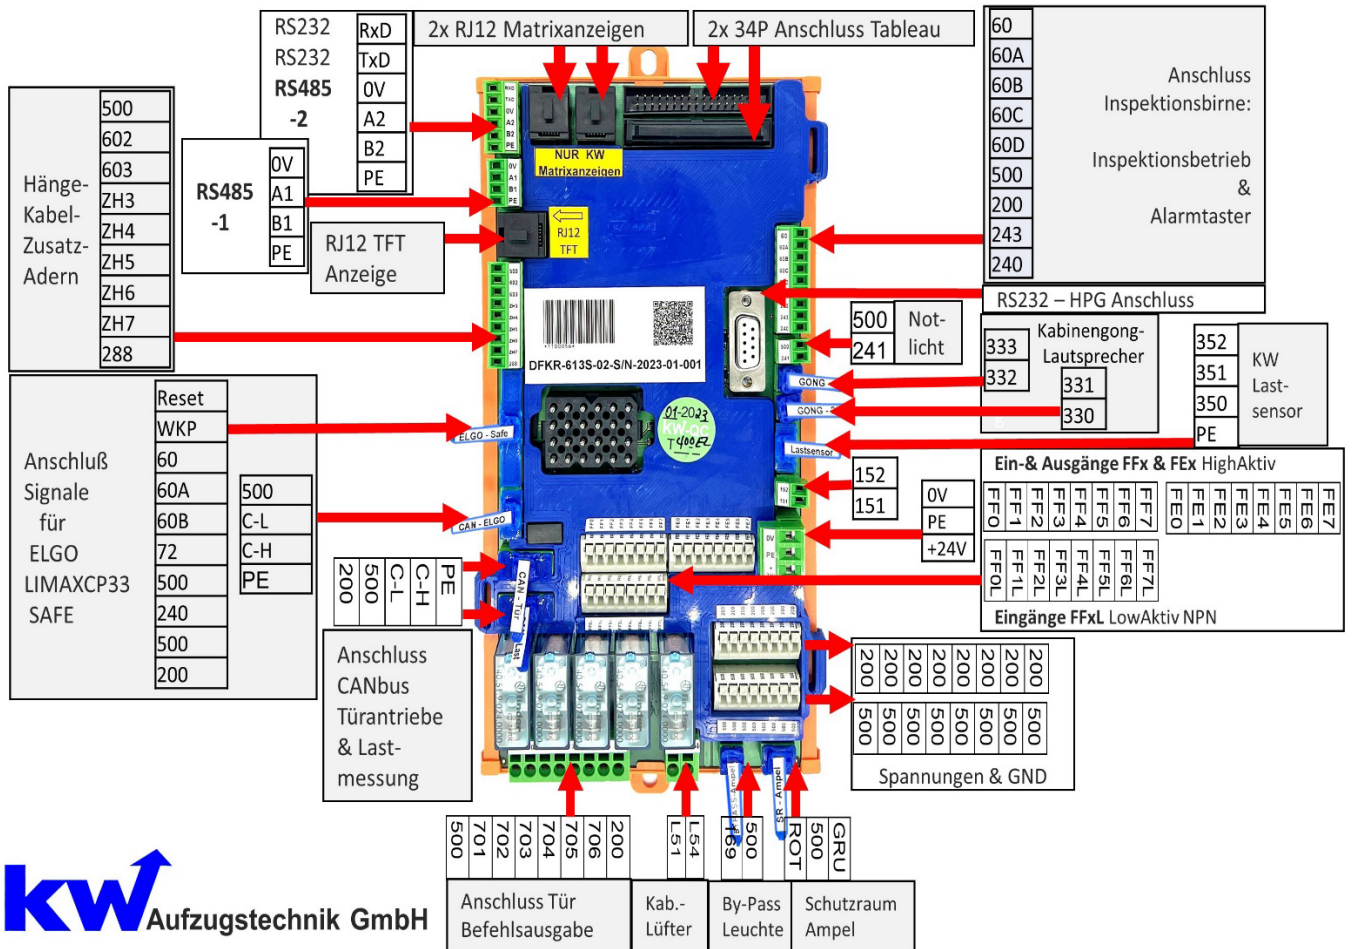 RS232 RxD
RS232 TxD
RS485 0V
-2 A2
B2
PE
2x RJ12 Matrixanzeigen
2x 34P Anschluss Tableau
60
60A
60B
60C
60D
500
200
243
240
Anschluss
Inspektionsbirne:
Inspektionsbetrieb
&
Alarmtaster
Hänge-
Kabel-
Zusatz-
Adern
500
602
603
ZH3
ZH4
ZH5
ZH6
ZH7
288
RS485
-1
0V
A1
B1
PE
RJ12 TFT
Anzeige
NUR KW
Matrixanzeigen
RJ12
TFT
RS232 – HPG Anschluss
500
241
Not-
licht
333
332
Kabinengong-
Lautsprecher
331
330
352
351
350
PE
KW
Last-
sensor
DFKR-613S-02-S/N-2023-01-001
01-2023
KW-QC
GONG
GONG -
Lastsensor
ELGO - Safe
CAN - ELGO
CAN - Tür
Last
Anschluß
Signale
für
ELGO
LIMAXCP33
SAFE
Reset
WKP
60
60A
60B
72
500
240
500
200
500
C-L
C-H
PE
152
151
0V
PE
+24V
Ein-& Ausgänge FFx & FEx HighAktiv
FF0 FF1 FF2 FF3 FF4 FF5 FF6 FF7
FE0 FE1 FE2 FE3 FE4 FE5 FE6 FE7
FF0L FF1L FF2L FF3L FF4L FF5L FF6L FF7L
Eingänge FFxL LowAktiv NPN
200 500 C-L C-H PE
Anschluss
CANbus
Türantriebe
& Last-
messung
200 200 200 200 200 200 200 200
500 500 500 500 500 500 500 500
Spannungen & GND
BYPASS-Ampel
SR - Ampel
500 701 702 703 704 705 706 200
Anschluss Tür
Befehlsausgabe
L51 L54
Kab.-
Lüfter
169 500
By-Pass
Leuchte
ROT 500 GRU
Schutzraum
Ampel
kw Aufzugstechnik GmbH